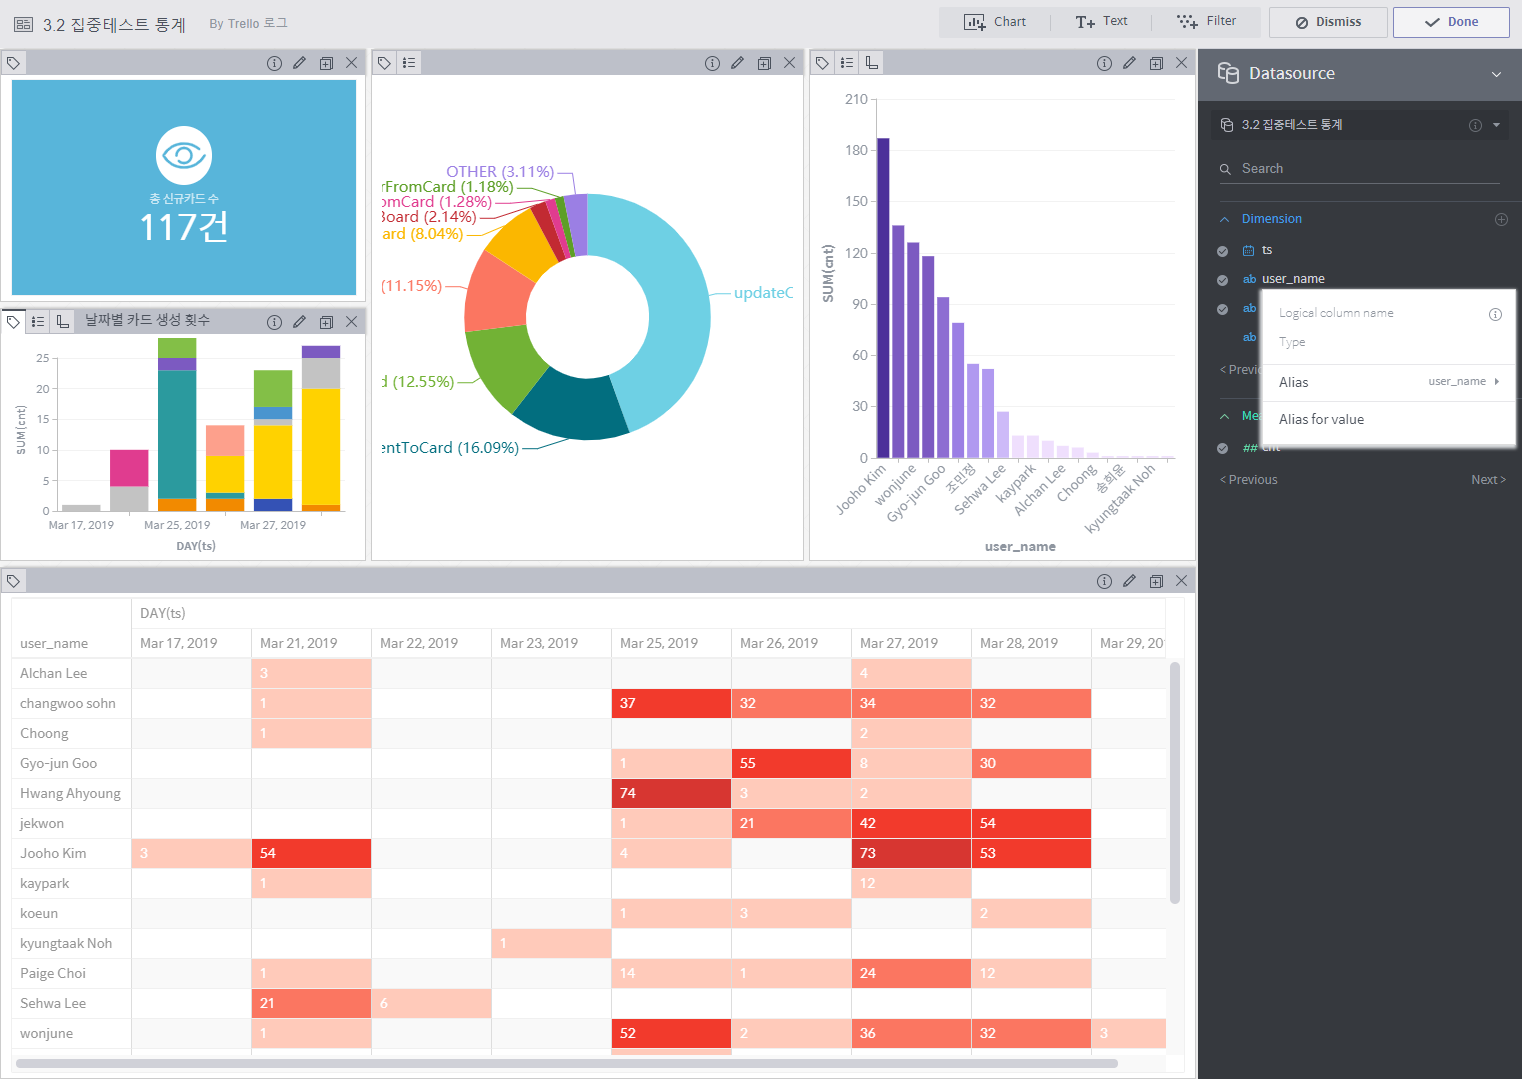 3.2 집중테스트 통계
By Trello 로그
Chart
Text
Filter
Dismiss
Done
총 신규카드 수
117건
날짜별 카드 생성 횟수
25
20
15
10
5
0
SUM(cnt)
Mar 17, 2019
Mar 25, 2019
Mar 27, 2019
DAY(ts)
OTHER (3.11%)
rFromCard (1.18%)
omCard (1.28%)
Board (2.14%)
ard (8.04%)
(11.15%)
d (12.55%)
entToCard (16.09%)
updateC
210
180
150
120
90
60
30
0
SUM(cnt)
Jooho Kim
wonjune
Gyo-jun Goo
조민정
Sehwa Lee
kaypark
Alchan Lee
Choong
송희윤
kyungtaak Noh
user_name
Datasource
3.2 집중테스트 통계
Search
Dimension
ts
ab user_name
ab
ab
Logical column name
Type
Alias user_name
Alias for value
< Previo
Me
## cnt
< Previous
Next >
DAY(ts)
user_name Mar 17, 2019 Mar 21, 2019 Mar 22, 2019 Mar 23, 2019 Mar 25, 2019 Mar 26, 2019 Mar 27, 2019 Mar 28, 2019 Mar 29, 20
Alchan Lee 3 4
changwoo sohn 1 37 32 34 32
Choong 1 2
Gyo-jun Goo 1 55 8 30
Hwang Ahyoung 74 3 2
jekwon 1 21 42 54
Jooho Kim 3 54 4 73 53
kaypark 1 12
koeun 1 3 2
kyungtaak Noh 1
Paige Choi 1 14 1 24 12
Sehwa Lee 21 6
wonjune 1 52 2 36 32 3